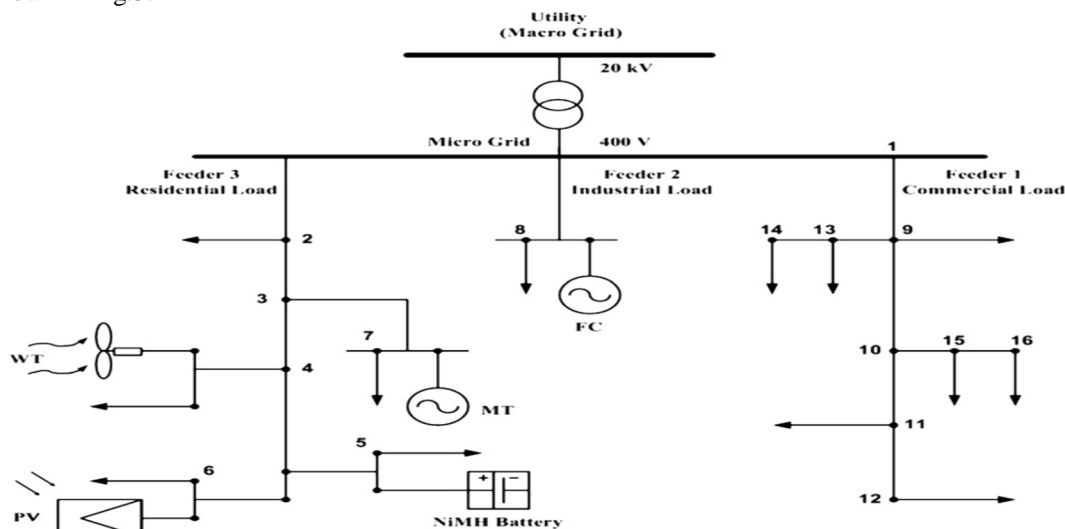 Utility
(Macro Grid)
20 kV
Micro Grid 400 V 1
Feeder 3 Feeder 2 Feeder 1
Residential Load Industrial Load Commercial Load
2 8 14 13 9
3
FC
WT 4 7 10 15 16
MT
5 11
6
+ -
PV 12
NiMH Battery